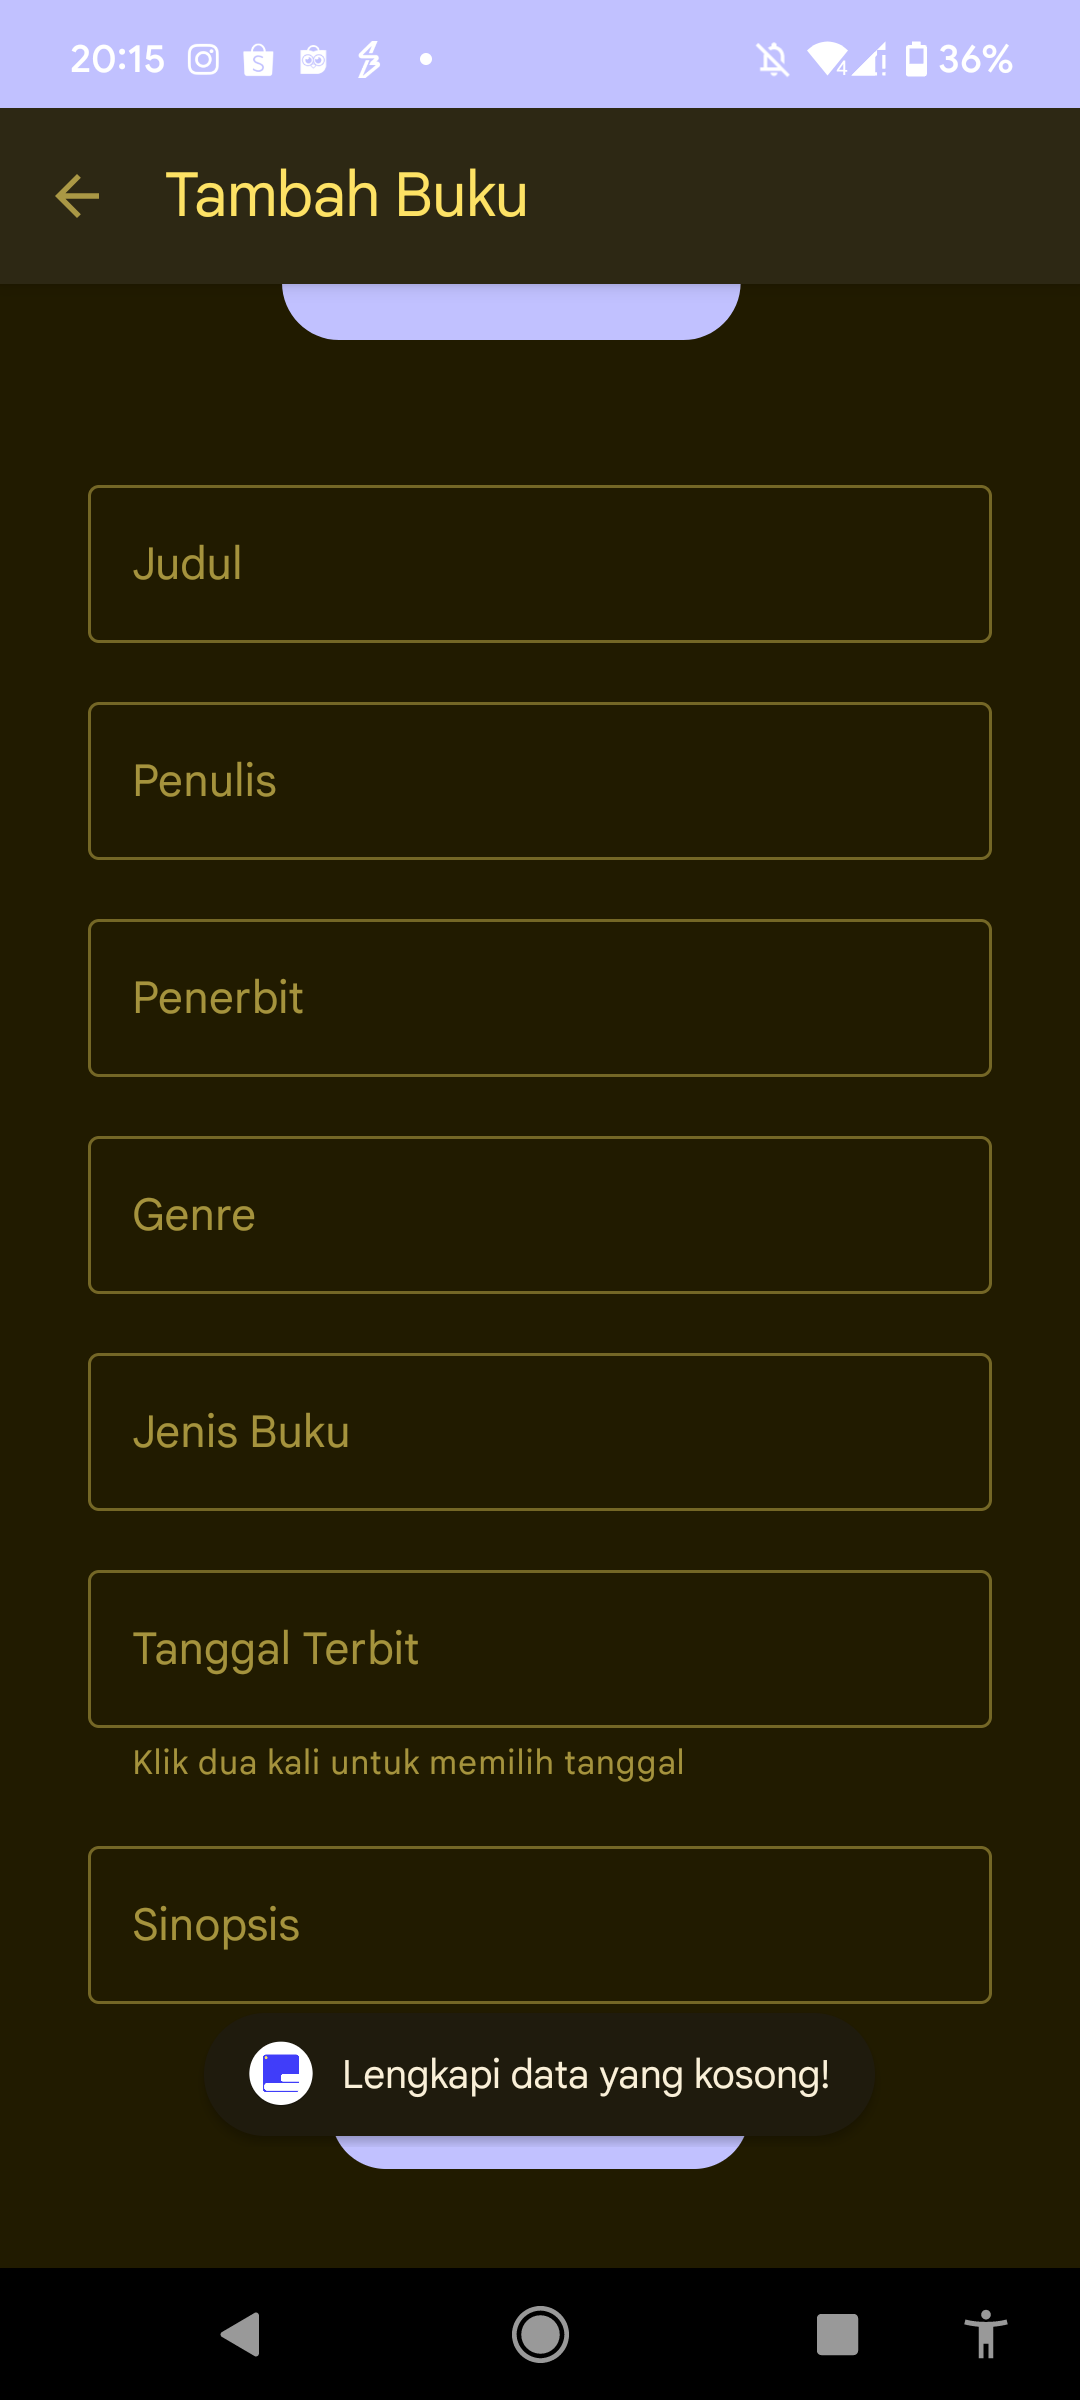 20:15
36%
Tambah Buku
Judul
Penulis
Penerbit
Genre
Jenis Buku
Tanggal Terbit
Klik dua kali untuk memilih tanggal
Sinopsis
Lengkapi data yang kosong!